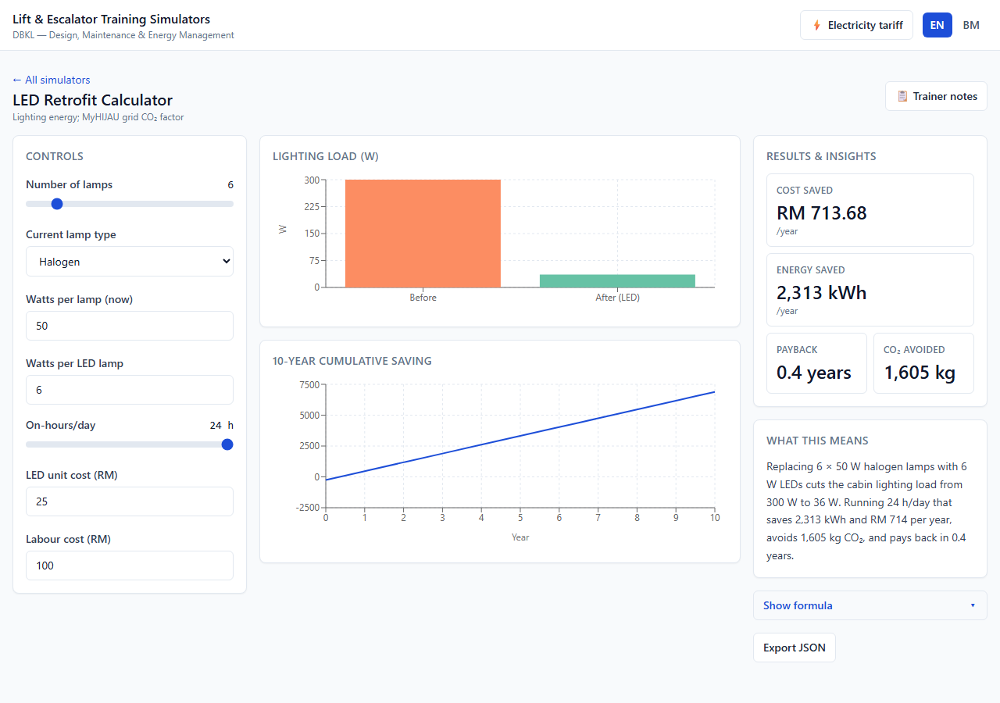 Lift & Escalator Training Simulators
DBKL — Design, Maintenance & Energy Management
Electricity tariff
EN
BM
← All simulators
LED Retrofit Calculator
Lighting energy; MyHIJAU grid CO₂ factor
Trainer notes
CONTROLS
Number of lamps 6
Current lamp type
Halogen
Watts per lamp (now)
50
Watts per LED lamp
6
On-hours/day 24 h
LED unit cost (RM)
25
Labour cost (RM)
100
LIGHTING LOAD (W)
300
225
150
75
0
W
Before After (LED)
10-YEAR CUMULATIVE SAVING
7500
5000
2500
0
-2500
0 1 2 3 4 5 6 7 8 9 10
Year
RESULTS & INSIGHTS
COST SAVED
RM 713.68
/year
ENERGY SAVED
2,313 kWh
/year
PAYBACK
0.4 years
CO₂ AVOIDED
1,605 kg
WHAT THIS MEANS
Replacing 6 × 50 W halogen lamps with 6
W LEDs cuts the cabin lighting load from
300 W to 36 W. Running 24 h/day that
saves 2,313 kWh and RM 714 per year,
avoids 1,605 kg CO₂, and pays back in 0.4
years.
Show formula
Export JSON